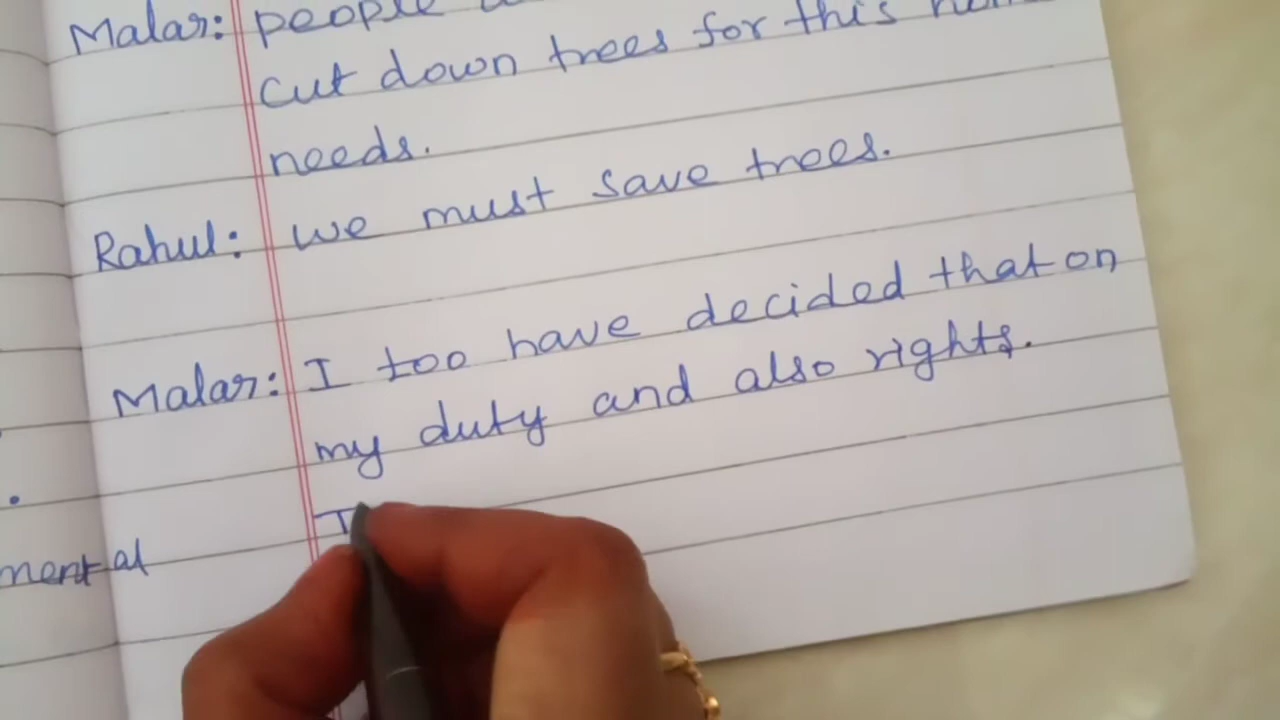 Malar: people
cut down trees for this
needs.
Rahul: we must save trees.
Malar: I too have decided that on
my duty and also rights.
mental